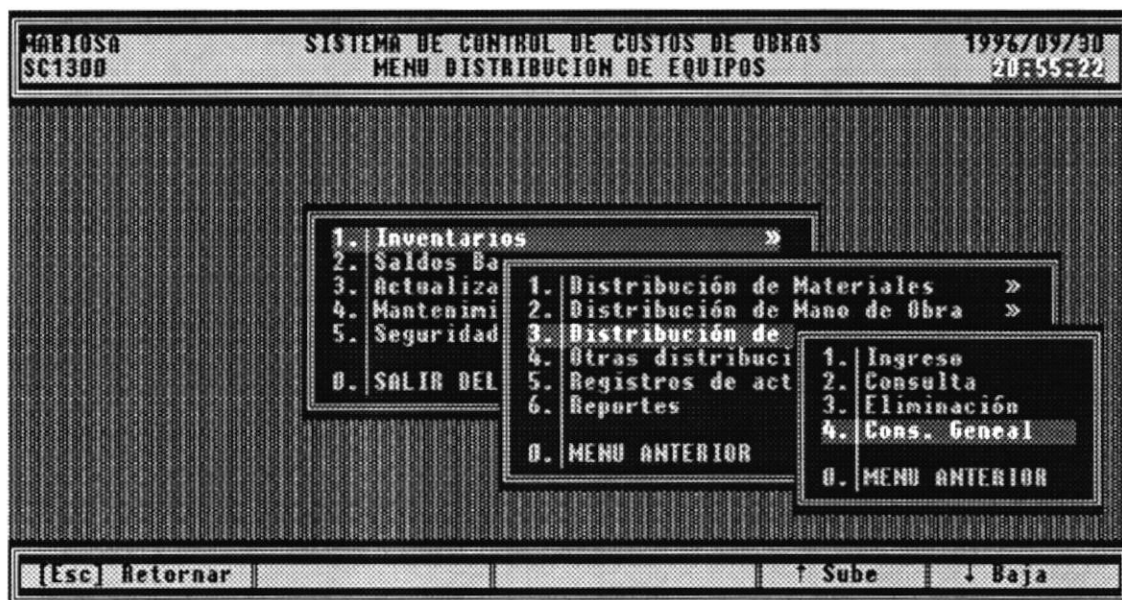 MARIOSA SISTEMA DE CONTROL DE COSTOS DE OBRAS 1996/09/30
SC1300 MENU DISTRIBUCION DE EQUIPOS 20:55:22
1. Inventarios »
2. Saldos Ba
3. Actualiza
4. Mantenimi
5. Seguridad
0. SALIR DEL
1. Distribución de Materiales »
2. Distribución de Mano de Obra »
3. Distribución de
4. Otras distribuci
5. Registros de act
6. Reportes
0. MENU ANTERIOR
1. Ingreso
2. Consulta
3. Eliminación
4. Cons. Geneal
0. MENU ANTERIOR
[Esc] Retornar ↑ Sube ↓ Baja